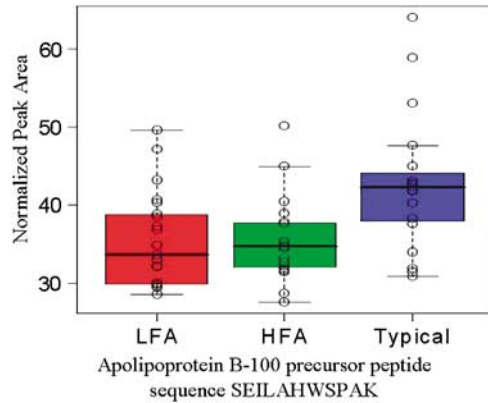 Normalized Peak Area
60
50
40
30
LFA HFA Typical
Apolipoprotein B-100 precursor peptide
sequence SEILAHWSPAK